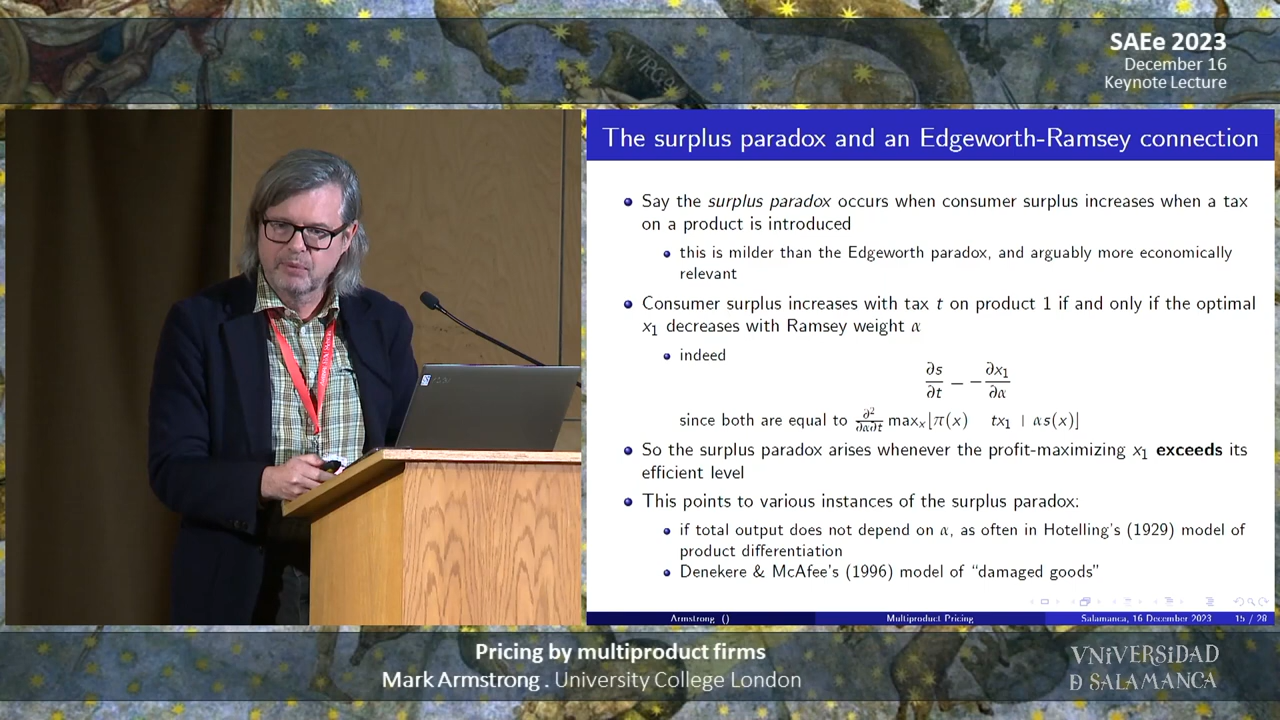 SAEe 2023
December 16
Keynote Lecture
VIRGO
The surplus paradox and an Edgeworth-Ramsey connection
Say the surplus paradox occurs when consumer surplus increases when a tax
on a product is introduced
this is milder than the Edgeworth paradox, and arguably more economically
relevant
Consumer surplus increases with tax t on product 1 if and only if the optimal
x₁ decreases with Ramsey weight α
indeed
∂s/∂t = −∂x₁/∂α
since both are equal to ∂²/∂α∂t maxₓ[π(x) tx₁ + αs(x)]
So the surplus paradox arises whenever the profit-maximizing x₁ exceeds its
efficient level
This points to various instances of the surplus paradox:
if total output does not depend on α, as often in Hotelling's (1929) model of
product differentiation
Denekere & McAfee's (1996) model of "damaged goods"
Armstrong () Multiproduct Pricing Salamanca, 16 December 2023 15 / 28
Pricing by multiproduct firms
Mark Armstrong . University College London
VNiVERSiDAD
D SALAMANCA